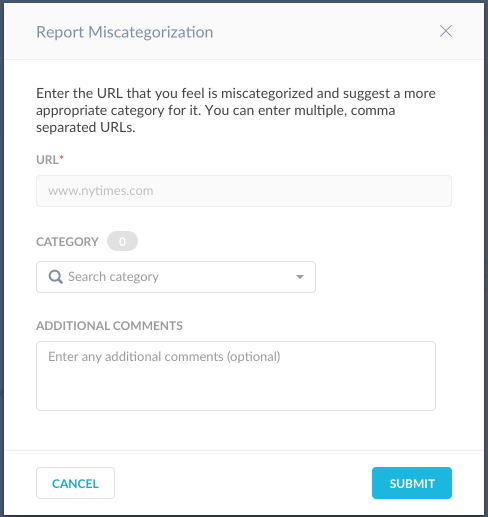 Report Miscategorization
Enter the URL that you feel is miscategorized and suggest a more
appropriate category for it. You can enter multiple, comma
separated URLs.
URL*
www.nytimes.com
CATEGORY 0
Search category
ADDITIONAL COMMENTS
Enter any additional comments (optional)
CANCEL SUBMIT